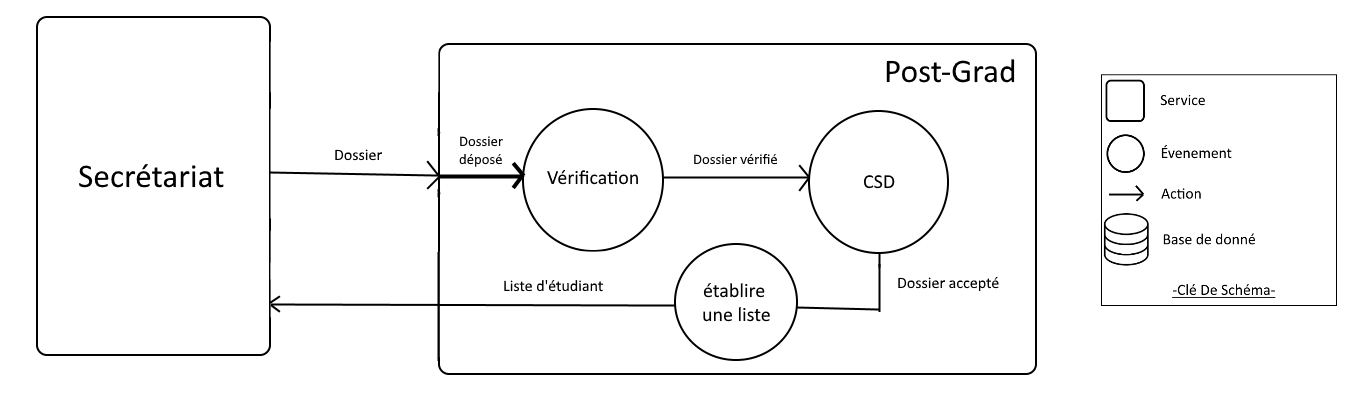 Post-Grad
Secrétariat
Dossier
Dossier
déposé
Vérification
Dossier vérifié
CSD
Dossier accepté
établire
une liste
Liste d'étudiant
Service
Évenement
Action
Base de donné
-Clé De Schéma-